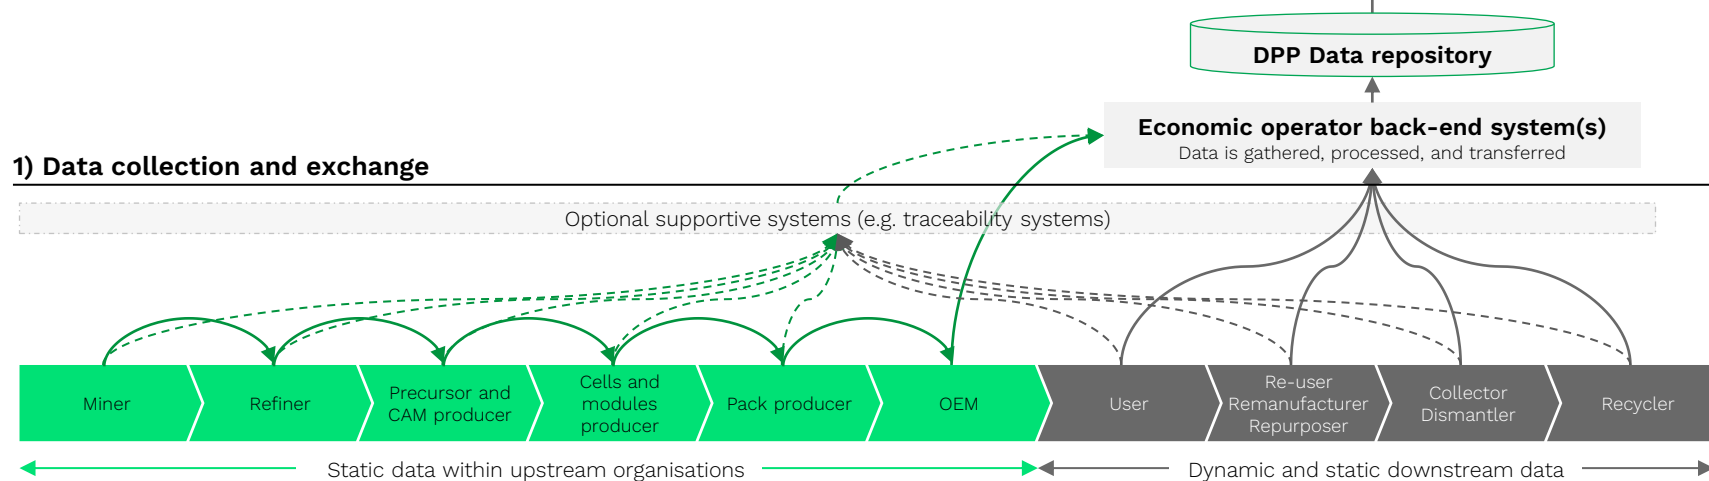 DPP Data repository
Economic operator back-end system(s)
Data is gathered, processed, and transferred
1) Data collection and exchange
Optional supportive systems (e.g. traceability systems)
Miner
Refiner
Precursor and
CAM producer
Cells and
modules
producer
Pack producer
OEM
User
Re-user
Remanufacturer
Repurposer
Collector
Dismantler
Recycler
Static data within upstream organisations
Dynamic and static downstream data